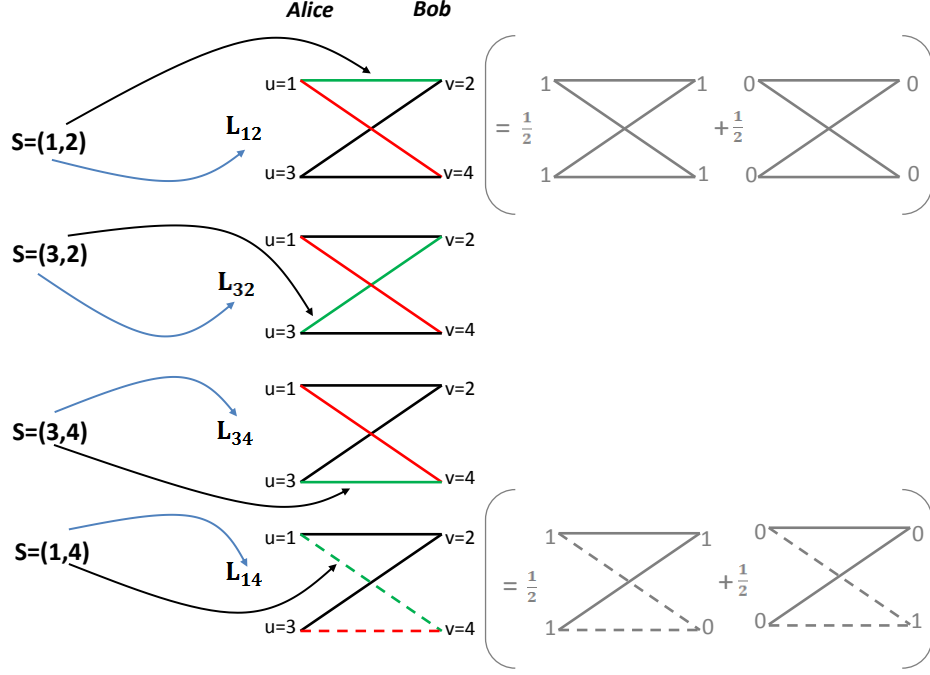 Alice Bob
u=1 v=2
S=(1,2)
L12
u=3 v=4
= 1/2 1 1 1 1 + 1/2 0 0 0 0
u=1 v=2
S=(3,2)
L32
u=3 v=4
u=1 v=2
S=(3,4)
L34
u=3 v=4
u=1 v=2
S=(1,4)
L14
u=3 v=4
= 1/2 1 1 1 0 + 1/2 0 0 0 1